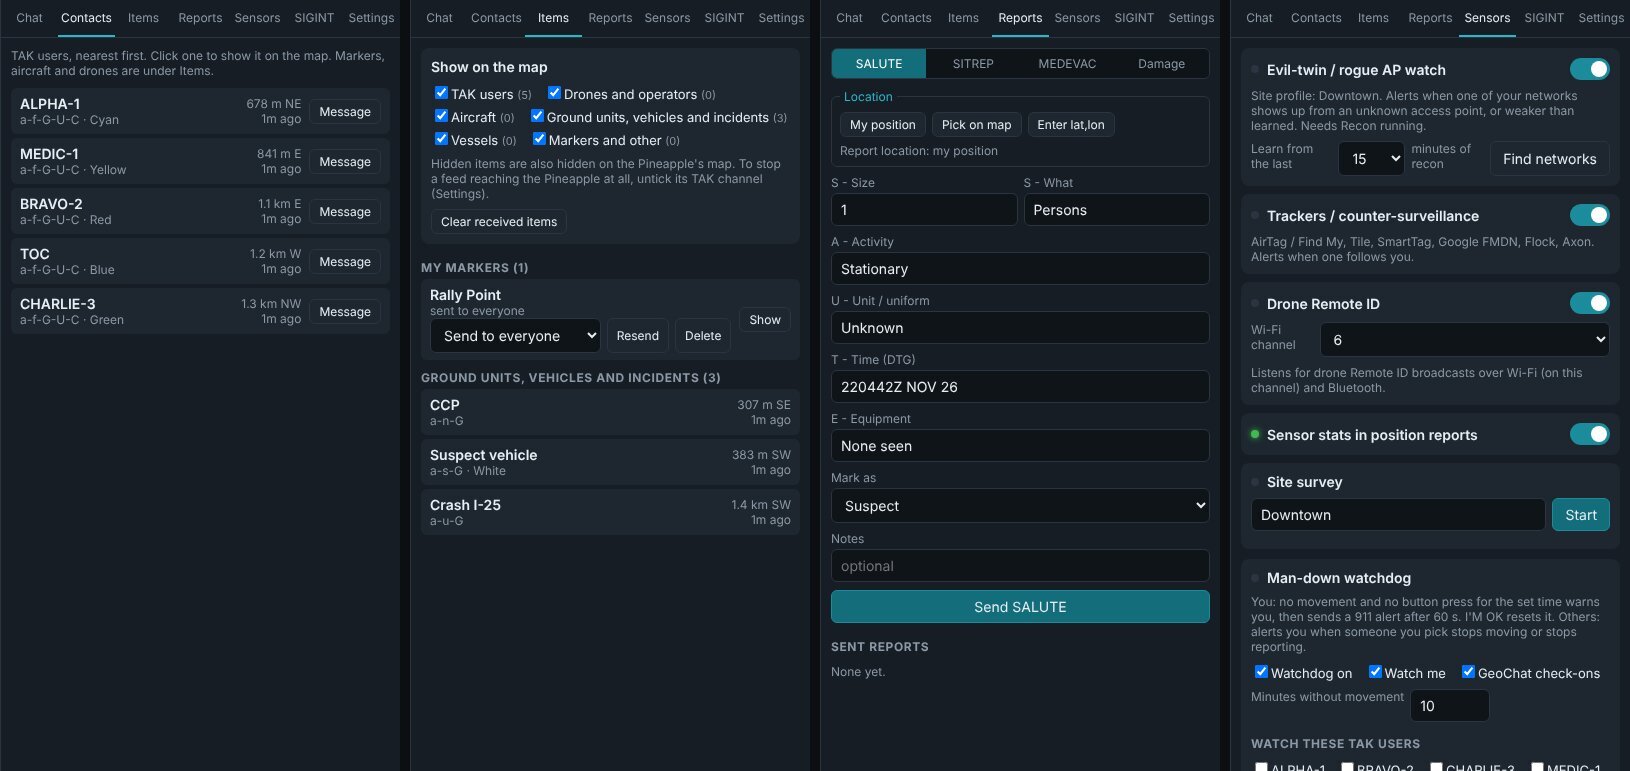 Chat Contacts Items Reports Sensors SIGINT Settings
TAK users, nearest first. Click one to show it on the map. Markers,
aircraft and drones are under Items.
ALPHA-1 678 m NE
a-f-G-U-C · Cyan 1m ago
Message
MEDIC-1 841 m E
a-f-G-U-C · Yellow 1m ago
Message
BRAVO-2 1.1 km E
a-f-G-U-C · Red 1m ago
Message
TOC 1.2 km W
a-f-G-U-C · Blue 1m ago
Message
CHARLIE-3 1.3 km NW
a-f-G-U-C · Green 1m ago
Message
Chat Contacts Items Reports Sensors SIGINT Settings
Show on the map
TAK users (5) Drones and operators (0)
Aircraft (0) Ground units, vehicles and incidents (3)
Vessels (0) Markers and other (0)
Hidden items are also hidden on the Pineapple's map. To stop
a feed reaching the Pineapple at all, untick its TAK channel
(Settings).
Clear received items
MY MARKERS (1)
Rally Point
sent to everyone
Send to everyone Resend Delete Show
GROUND UNITS, VEHICLES AND INCIDENTS (3)
CCP 307 m SE
a-n-G 1m ago
Suspect vehicle 383 m SW
a-s-G · White 1m ago
Crash I-25 1.4 km SW
a-u-G 1m ago
Chat Contacts Items Reports Sensors SIGINT Settings
SALUTE SITREP MEDEVAC Damage
Location
My position Pick on map Enter lat,lon
Report location: my position
S - Size S - What
1 Persons
A - Activity
Stationary
U - Unit / uniform
Unknown
T - Time (DTG)
220442Z NOV 26
E - Equipment
None seen
Mark as
Suspect
Notes
optional
Send SALUTE
SENT REPORTS
None yet.
Chat Contacts Items Reports Sensors SIGINT Settings
Evil-twin / rogue AP watch
Site profile: Downtown. Alerts when one of your networks
shows up from an unknown access point, or weaker than
learned. Needs Recon running.
Learn from
the last
15
minutes of
recon
Find networks
Trackers / counter-surveillance
AirTag / Find My, Tile, SmartTag, Google FMDN, Flock, Axon.
Alerts when one follows you.
Drone Remote ID
Wi-Fi
channel
6
Listens for drone Remote ID broadcasts over Wi-Fi (on this
channel) and Bluetooth.
Sensor stats in position reports
Site survey
Downtown Start
Man-down watchdog
You: no movement and no button press for the set time warns
you, then sends a 911 alert after 60 s. I'M OK resets it. Others:
alerts you when someone you pick stops moving or stops
reporting.
Watchdog on Watch me GeoChat check-ons
Minutes without movement 10
WATCH THESE TAK USERS
ALPHA-1 BRAVO-2 CHARLIE-3 MEDIC-1